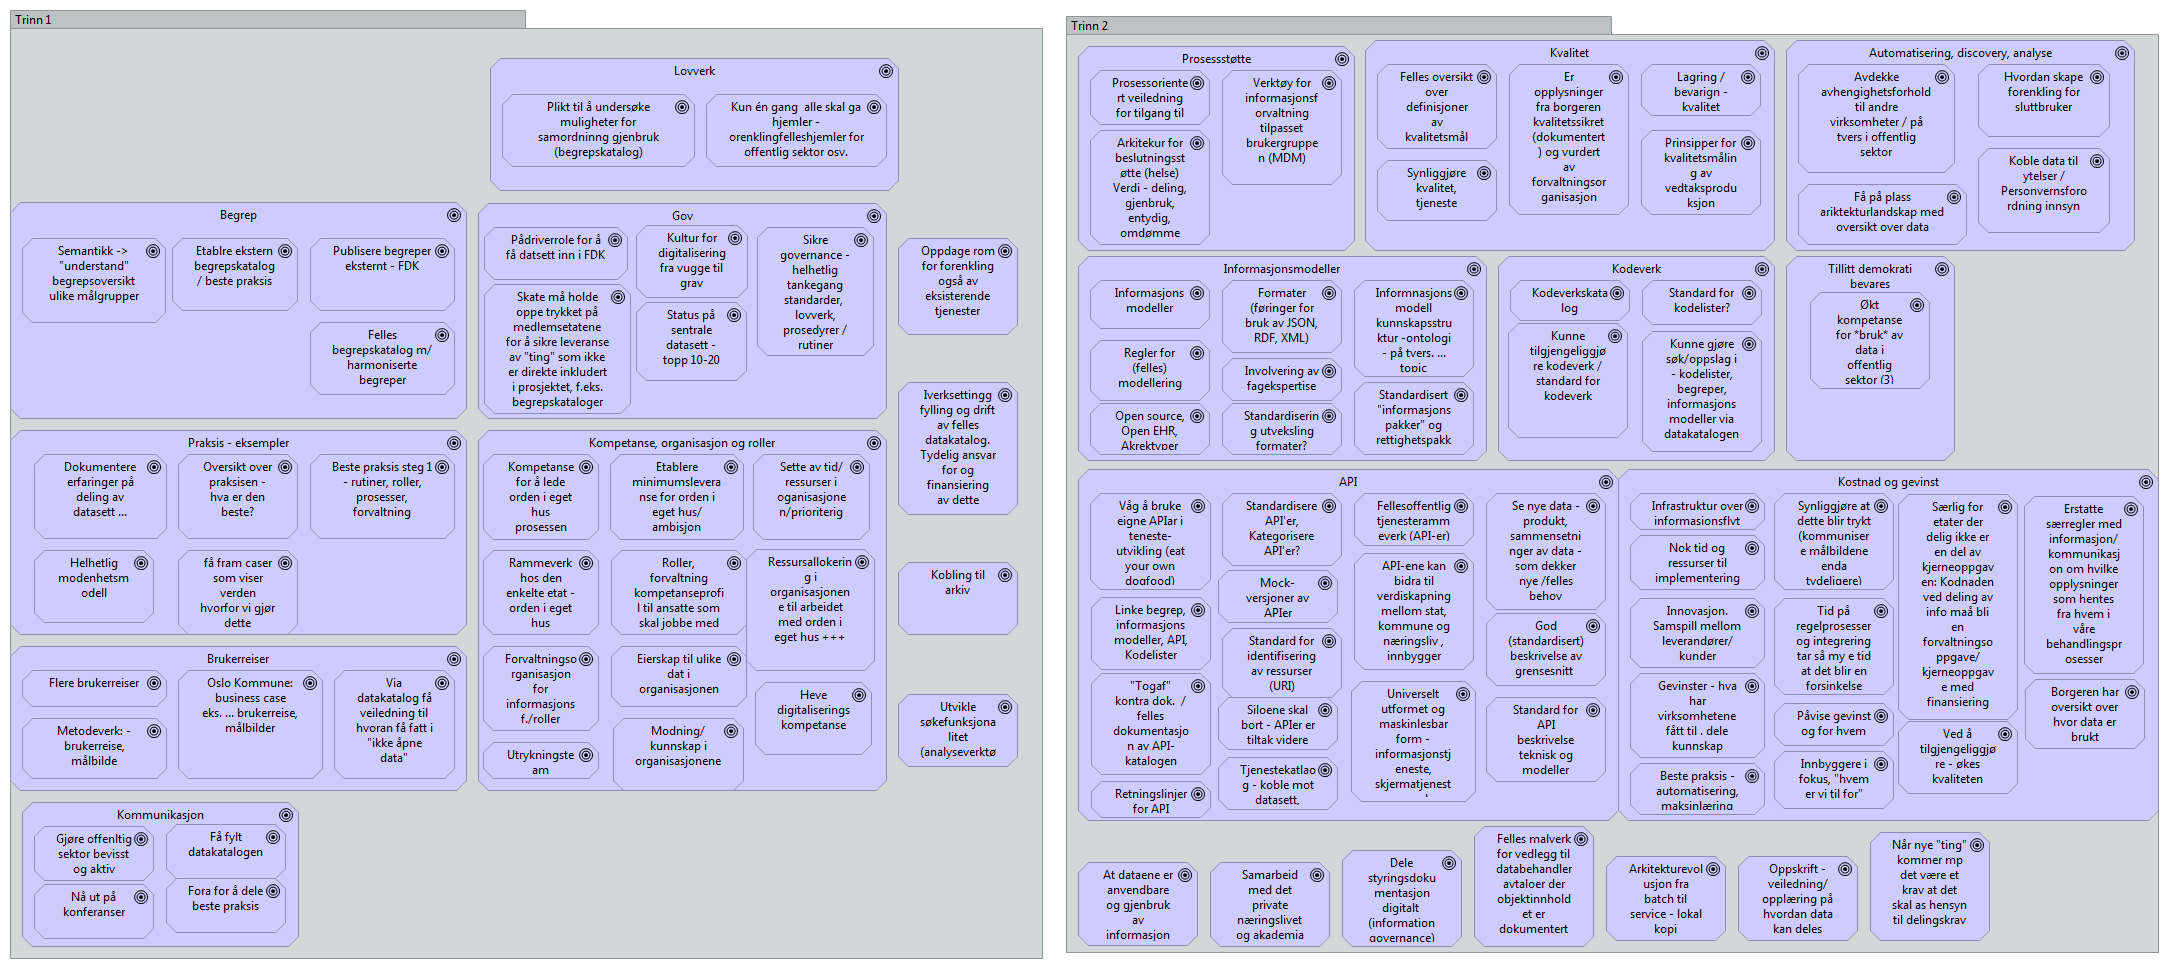 Trinn 1
Lovverk
Plikt til å undersøke
muligheter for
samordninng gjenbruk
(begrepskatalog)
Kun én gang  alle skal ga
hjemler -
orenklingfelleshjemler for
offentlig sektor osv.
Begrep
Semantikk ->
"understand"
begrepsoversikt
ulike målgrupper
Etablre ekstern
begrepskatalog
/ beste praksis
Publisere begreper
eksternt - FDK
Felles
begrepskatalog m/
harmoniserte
begreper
Gov
Pådriverrole for å
få datsett inn i FDK
Kultur for
digitalisering
fra vugge til
grav
Sikre
governance -
helhetlig
tankegang
standarder,
lovverk,
prosedyrer /
rutiner
Skate må holde
oppe trykket på
medlemsetatene
for å sikre leveranse
av "ting" som ikke
er direkte inkludert
i prosjektet, f.eks.
begrepskataloger
Status på
sentrale
datasett -
topp 10-20
Oppdage rom
for forenkling
også av
eksisterende
tjenester
Iverksettingg
fylling og drift
av felles
datakatalog.
Tydelig ansvar
for og
finansiering
av dette
Kobling til
arkiv
Utvikle
søkefunksjona
litet
(analyseverktø
Praksis - eksempler
Dokumentere
erfaringer på
deling av
datasett ...
Oversikt over
praksisen -
hva er den
beste?
Beste praksis steg 1
- rutiner, roller,
prosesser,
forvaltning
Helhetlig
modenhetsm
odell
få fram caser
som viser
verden
hvorfor vi gjør
dette
Kompetanse, organisasjon og roller
Kompetanse
for å lede
orden i eget
hus
prosessen
Etablere
minimumslevera
nse for orden i
eget hus/
ambisjon
Sette av tid/
ressurser i
oganisasjone
n/prioriterig
Rammeverk
hos den
enkelte etat -
orden i eget
hus
Roller,
forvaltning
kompetanseprofi
l til ansatte som
skal jobbe med
Ressursallokerin
g i
organisasjonen
e til arbeidet
med orden i
eget hus +++
Forvaltningso
rganisasjon
for
informasjons
f./roller
Eierskap til ulike
dat i
organisasjonen
Heve
digitaliserings
kompetanse
Utrykningste
am
Modning/
kunnskap i
organisasjonene
Brukerreiser
Flere brukerreiser
Metodeverk: -
brukerreise,
målbilde
Oslo Kommune:
business case
eks. ... brukerreise,
målbilder
Via
datakatalog få
veiledning til
hvoran få fatt i
"ikke åpne
data"
Kommunikasjon
Gjøre offenltig
sektor bevisst
og aktiv
Få fylt
datakatalogen
Nå ut på
konferanser
Fora for å dele
beste praksis
Trinn 2
Prosessstøtte
Prosessoriente
rt veiledning
for tilgang til
Verktøy for
informasjonsf
orvaltning
tilpasset
brukergruppe
n (MDM)
Arkitekur for
beslutningsst
øtte (helse)
Verdi - deling,
gjenbruk,
entydig,
omdømme
Kvalitet
Felles oversikt
over
definisjoner
av
kvalitetsmål
Synliggjøre
kvalitet,
tjeneste
Er
opplysninger
fra borgeren
kvalitetssikret
(dokumentert
) og vurdert
av
forvaltningsor
ganisasjon
Lagring /
bevarign -
kvalitet
Prinsipper for
kvalitetsmålin
g av
vedtaksprodu
ksjon
Automatisering, discovery, analyse
Avdekke
avhengighetsforhold
til andre
virksomheter / på
tvers i offentlig
sektor
Hvordan skape
forenkling for
sluttbruker
Få på plass
ariktekturlandskap med
oversikt over data
Koble data til
ytelser /
Personvernsforo
rdning innsyn
Informasjonsmodeller
Informasjons
modeller
Formater
(føringer for
bruk av JSON,
RDF, XML)
Informnasjons
modell
kunnskapsstru
ktur -ontologi
- på tvers. ...
topic
Regler for
(felles)
modellering
Involvering av
fagekspertise
Open source,
Open EHR,
Akrektyper
Standardiserin
g utveksling
formater?
Standardisert
"informasjons
pakker" og
rettighetspakk
Kodeverk
Kodeverkskata
log
Standard for
kodelister?
Kunne
tilgjengeliggjø
re kodeverk /
standard for
kodeverk
Kunne gjøre
søk/oppslag i
- kodelister,
begreper,
informasjons
modeller via
datakatalogen
Tillitt demokrati
bevares
Økt
kompetanse
for *bruk* av
data i
offentlig
sektor (3)
API
Våg å bruke
eigne APIar i
teneste-
utvikling (eat
your own
dogfood)
Standardisere
API'er,
Kategorisere
API'er?
Fellesoffentlig
tjenesteramm
everk (API-er)
Se nye data -
produkt,
sammensetni
nger av data -
som dekker
nye /felles
behov
Mock-
versjoner av
APIer
API-ene kan
bidra til
verdiskapning
mellom stat,
kommune og
næringsliv ,
innbygger
Linke begrep,
informasjons
modeller, API,
Kodelister
Standard for
identifisering
av ressurser
(URI)
God
(standardisert)
beskrivelse av
grensesnitt
"Togaf"
kontra dok.  /
felles
dokumentasjo
n av API-
katalogen
Siloene skal
bort - APIer er
tiltak videre
Universelt
utformet og
maskinlesbar
form -
informasjonstj
eneste,
skjermatjenest
Standard for
API
beskrivelse
teknisk og
modeller
Retningslinjer
for API
Tjenestekatlao
g - koble mot
datasett,
Kostnad og gevinst
Infrastruktur over
informasionsflyt
Nok tid og
ressurser til
implementering
Innovasjon.
Samspill mellom
leverandører/
kunder
Gevinster - hva
har
virksomhetene
fått til . dele
kunnskap
Beste praksis -
automatisering,
maksinlæring
Synliggjøre at
dette blir trykt
(kommuniser
e målbildene
enda
tydeligere)
Tid på
regelprosesser
og integrering
tar så my e tid
at det blir en
forsinkelse
Påvise gevinst
og for hvem
Innbyggere i
fokus, "hvem
er vi til for"
Særlig for
etater der
delig ikke er
en del av
kjerneoppgav
en: Kodnaden
ved deling av
info maå bli
en
forvaltningso
ppgave/
kjerneoppgav
e med
finansiering
Ved å
tilgjengeliggjø
re - økes
kvaliteten
Erstatte
særregler med
informasjon/
kommunikasj
on om hvilke
opplysninger
som hentes
fra hvem i
våre
behandlingspr
osesser
Borgeren har
oversikt over
hvor data er
brukt
At dataene er
anvendbare
og gjenbruk
av
informasjon
Samarbeid
med det
private
næringslivet
og akademia
Dele
styringsdoku
mentasjon
digitalt
(information
governance)
Felles malverk
for vedlegg til
databehandler
avtaloer der
objektinnhold
et er
dokumentert
Arkitekturevol
usjon fra
batch til
service - lokal
kopi
Oppskrift -
veiledning/
opplæring på
hvordan data
kan deles
Når nye "ting"
kommer mp
det være et
krav at det
skal as hensyn
til delingskrav